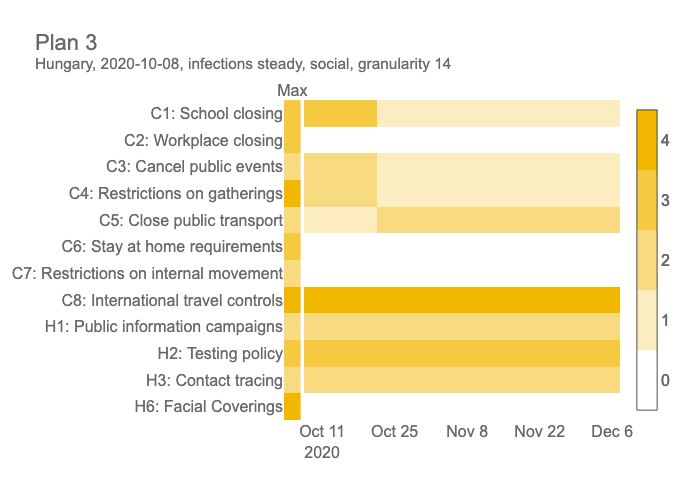 Plan 3
Hungary, 2020-10-08, infections steady, social, granularity 14
Max
C1: School closing
C2: Workplace closing
C3: Cancel public events
C4: Restrictions on gatherings
C5: Close public transport
C6: Stay at home requirements
C7: Restrictions on internal movement
C8: International travel controls
H1: Public information campaigns
H2: Testing policy
H3: Contact tracing
H6: Facial Coverings
4
3
2
1
0
Oct 11 Oct 25 Nov 8 Nov 22 Dec 6
2020